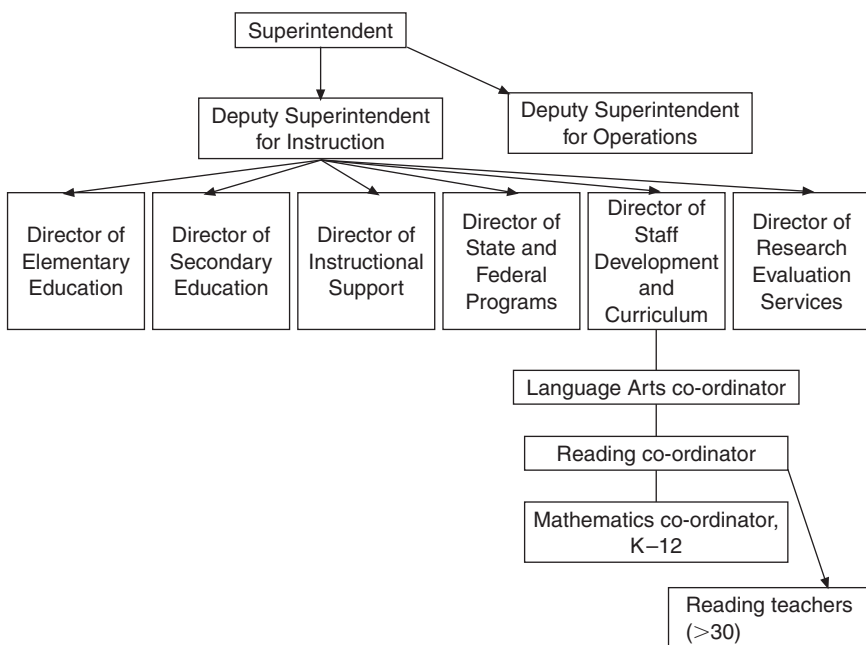 Superintendent
Deputy Superintendent
for Instruction
Deputy Superintendent
for Operations
Director of
Elementary
Education
Director of
Secondary
Education
Director of
Instructional
Support
Director of
State and
Federal
Programs
Director of
Staff
Development
and
Curriculum
Director of
Research
Evaluation
Services
Language Arts co-ordinator
Reading co-ordinator
Mathematics co-ordinator,
K–12
Reading teachers
(>30)